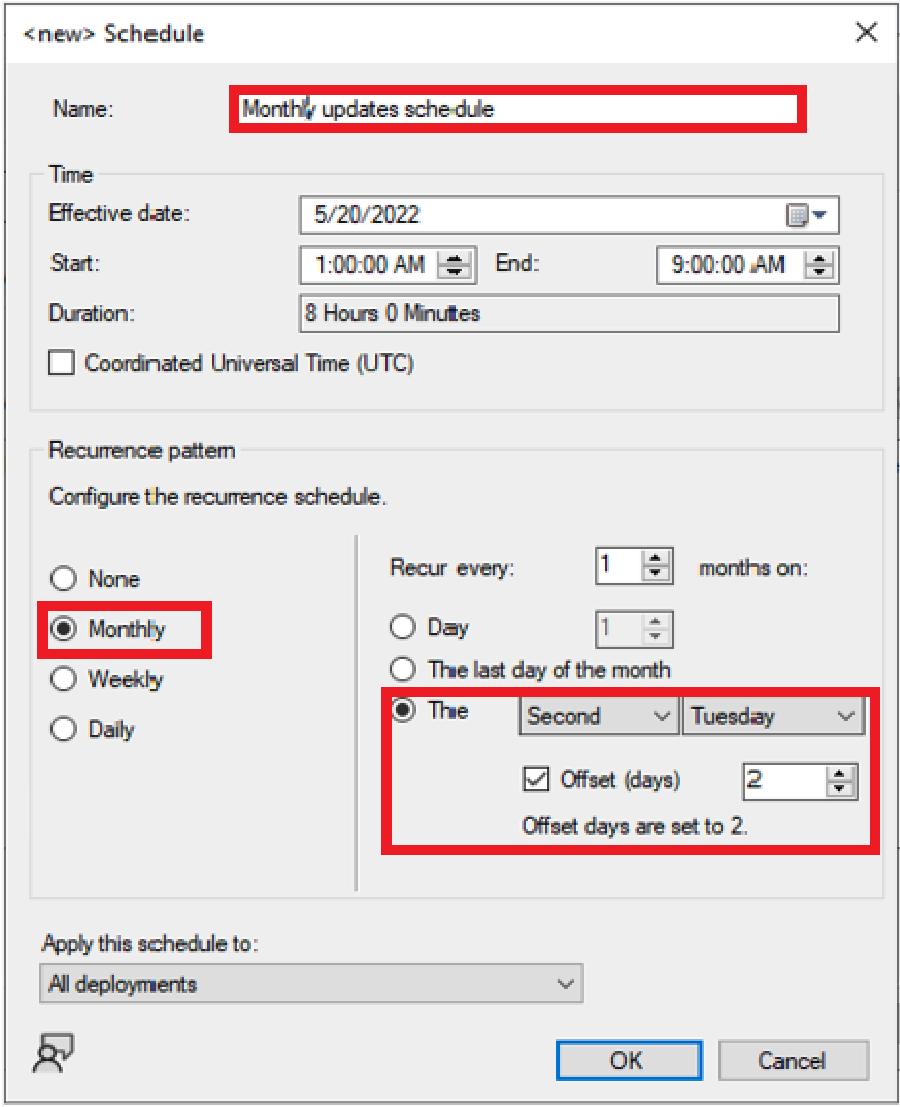 <new> Schedule
Name: Monthly updates schedule
Time
Effective date: 5/20/2022
Start: 1:00:00 AM End: 9:00:00 AM
Duration: 8 Hours 0 Minuttes
Coordinated Universal Time (UTC)
Recurrence pattern
Configure the recurrence schedule.
None
Monthly
Weekly
Daily
Recur every: 1 months on:
Day 1
The last day of the month
The Second Tuesday
Offset (days) 2
Offset days are set to 2.
Apply this schedule to:
All deployments
OK Cancel